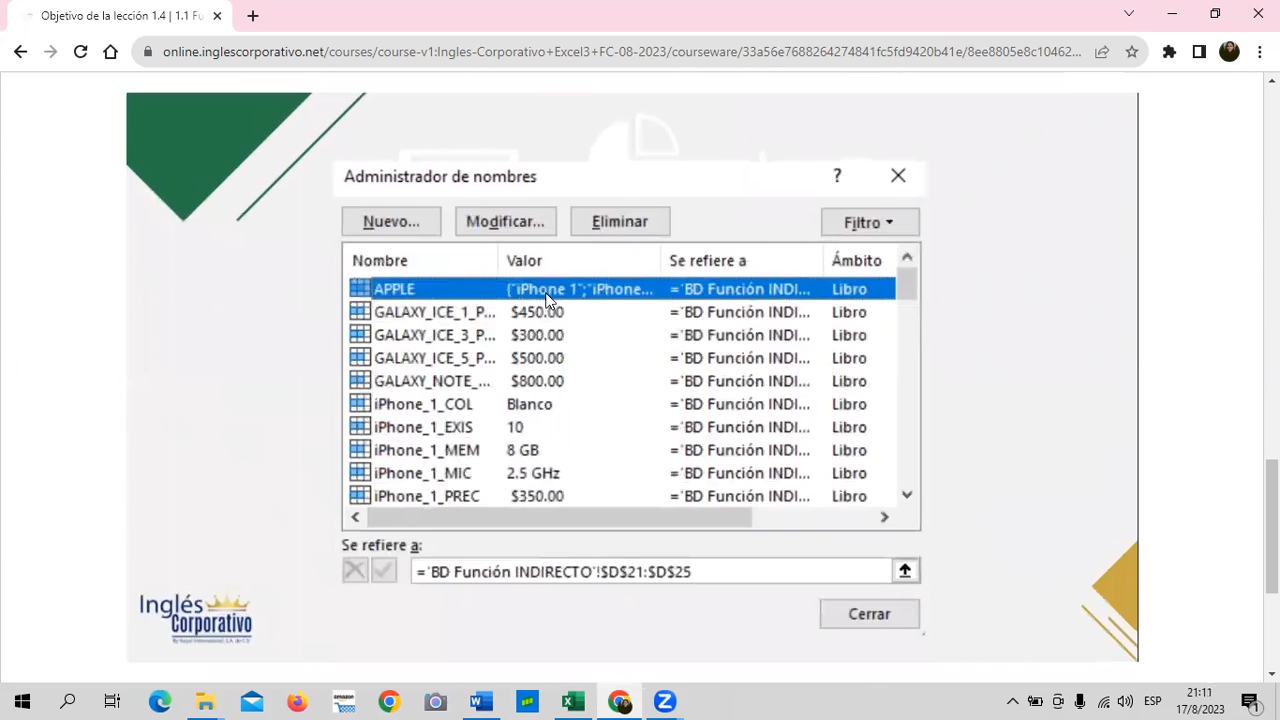 Objetivo de la lección 1.4 | 1.1 Fu
online.inglescorporativo.net/courses/course-v1:Ingles-Corporativo+Excel3+FC-08-2023/courseware/33a56e7688264274841fc5fd9420b41e/8ee8805e8c10462...
Administrador de nombres
?
Nuevo... Modificar... Eliminar Filtro
Nombre Valor Se refiere a Ámbito
APPLE {"iPhone 1";"iPhone... ='BD Función INDI... Libro
GALAXY_ICE_1_P... $450.00 ='BD Función INDI... Libro
GALAXY_ICE_3_P... $300.00 ='BD Función INDI... Libro
GALAXY_ICE_5_P... $500.00 ='BD Función INDI... Libro
GALAXY_NOTE_... $800.00 ='BD Función INDI... Libro
iPhone_1_COL Blanco ='BD Función INDI... Libro
iPhone_1_EXIS 10 ='BD Función INDI... Libro
iPhone_1_MEM 8 GB ='BD Función INDI... Libro
iPhone_1_MIC 2.5 GHz ='BD Función INDI... Libro
iPhone_1_PREC $350.00 ='BD Función INDI... Libro
Se refiere a:
='BD Función INDIRECTO'!$D$21:$D$25
Cerrar
Inglés
Corporativo
amazon
ESP
21:11
17/8/2023
1